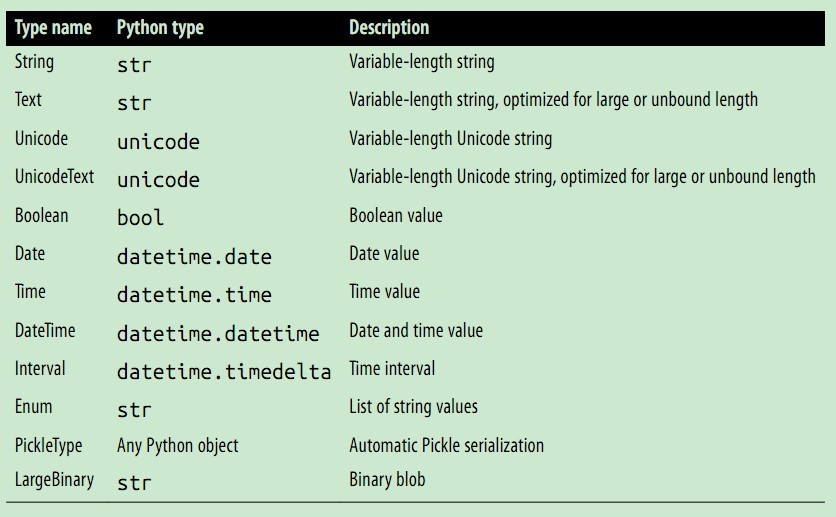 Type name Python type Description
String str Variable-length string
Text str Variable-length string, optimized for large or unbound length
Unicode unicode Variable-length Unicode string
UnicodeText unicode Variable-length Unicode string, optimized for large or unbound length
Boolean bool Boolean value
Date datetime.date Date value
Time datetime.time Time value
DateTime datetime.datetime Date and time value
Interval datetime.timedelta Time interval
Enum str List of string values
PickleType Any Python object Automatic Pickle serialization
LargeBinary str Binary blob